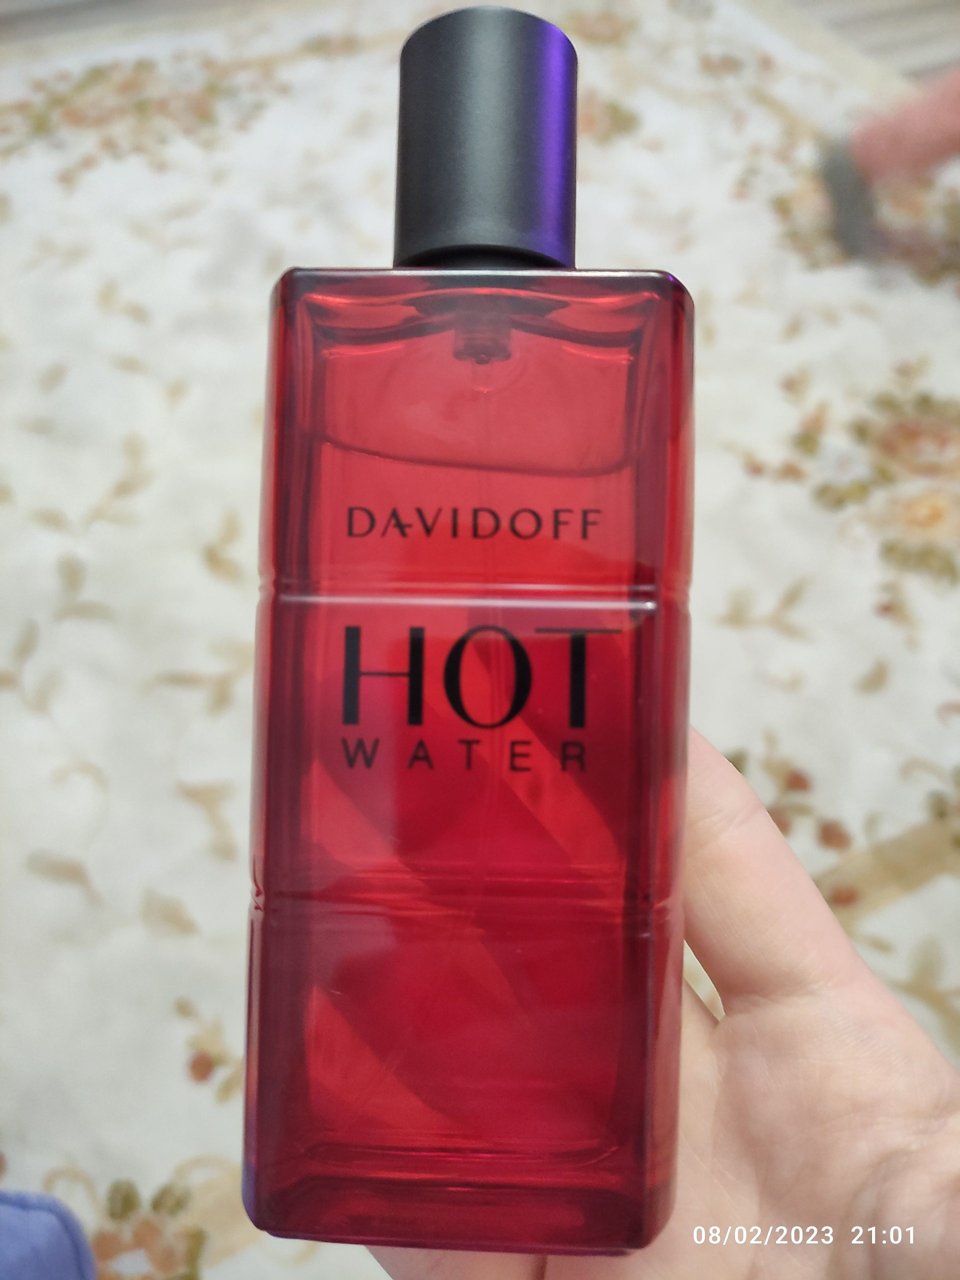 DAVIDOFF
HOT
WATER
08/02/2023 21:01